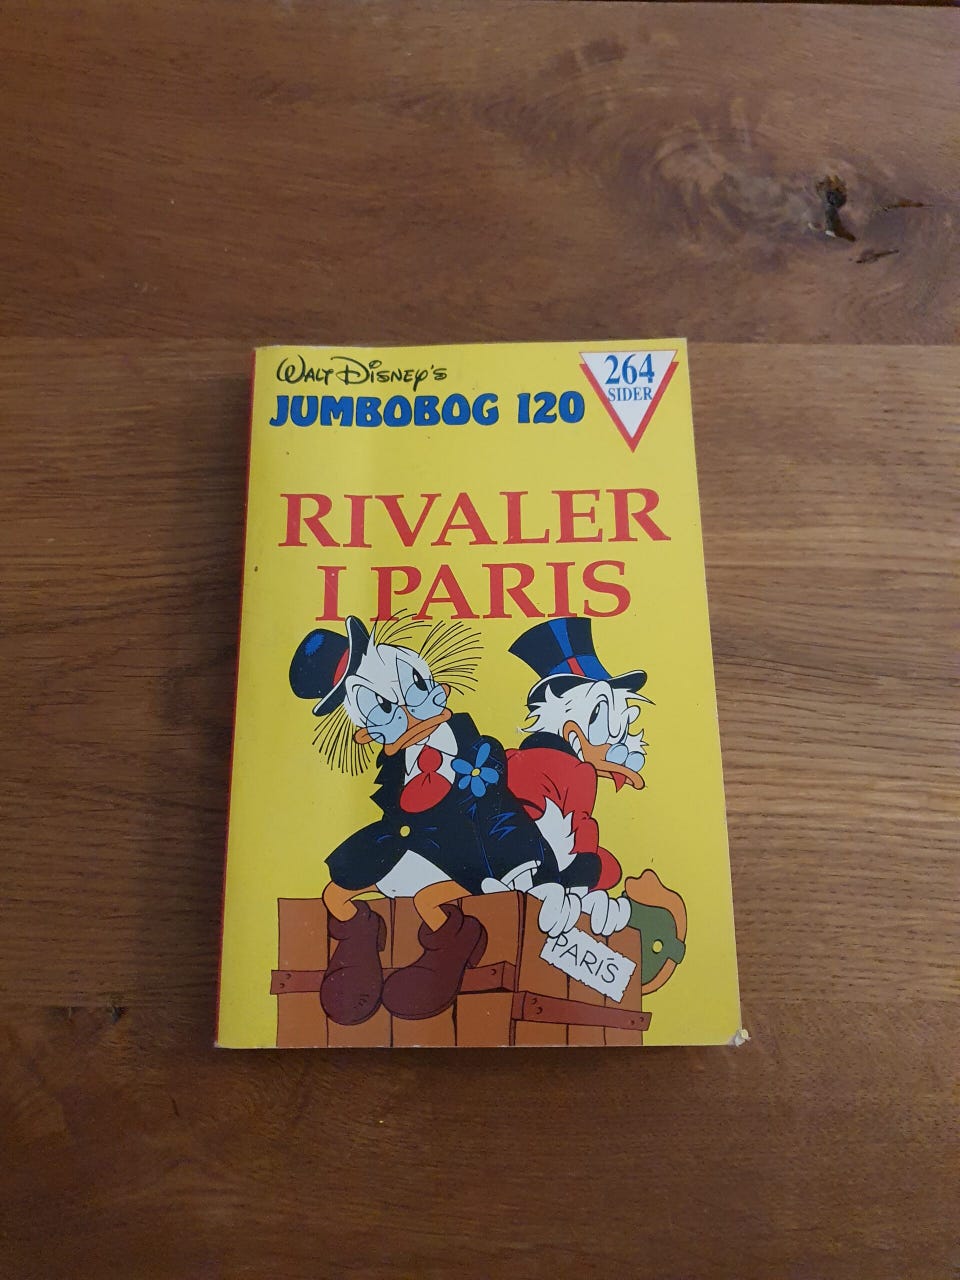 WALT DISNEY'S
JUMBOBOG 120
264
SIDER
RIVALER
I PARIS
PARIS